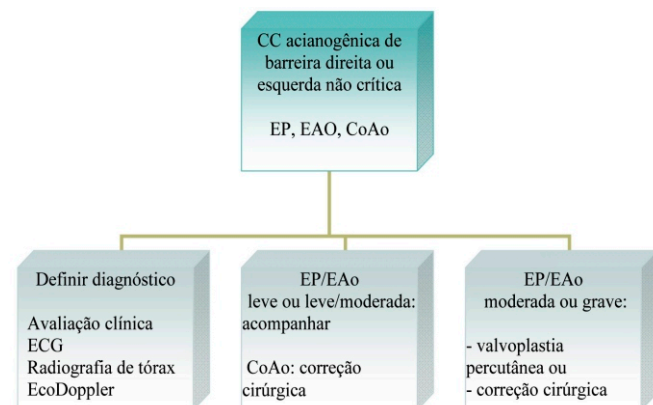 CC acianogênica de
barreira direita ou
esquerda não crítica
EP, EAO, CoAo
Definir diagnóstico
Avaliação clínica
ECG
Radiografia de tórax
EcoDoppler
EP/EAo
leve ou leve/moderada:
acompanhar
CoAo: correção
cirúrgica
EP/EAo
moderada ou grave:
- valvoplastia
percutânea ou
- correção cirúrgica